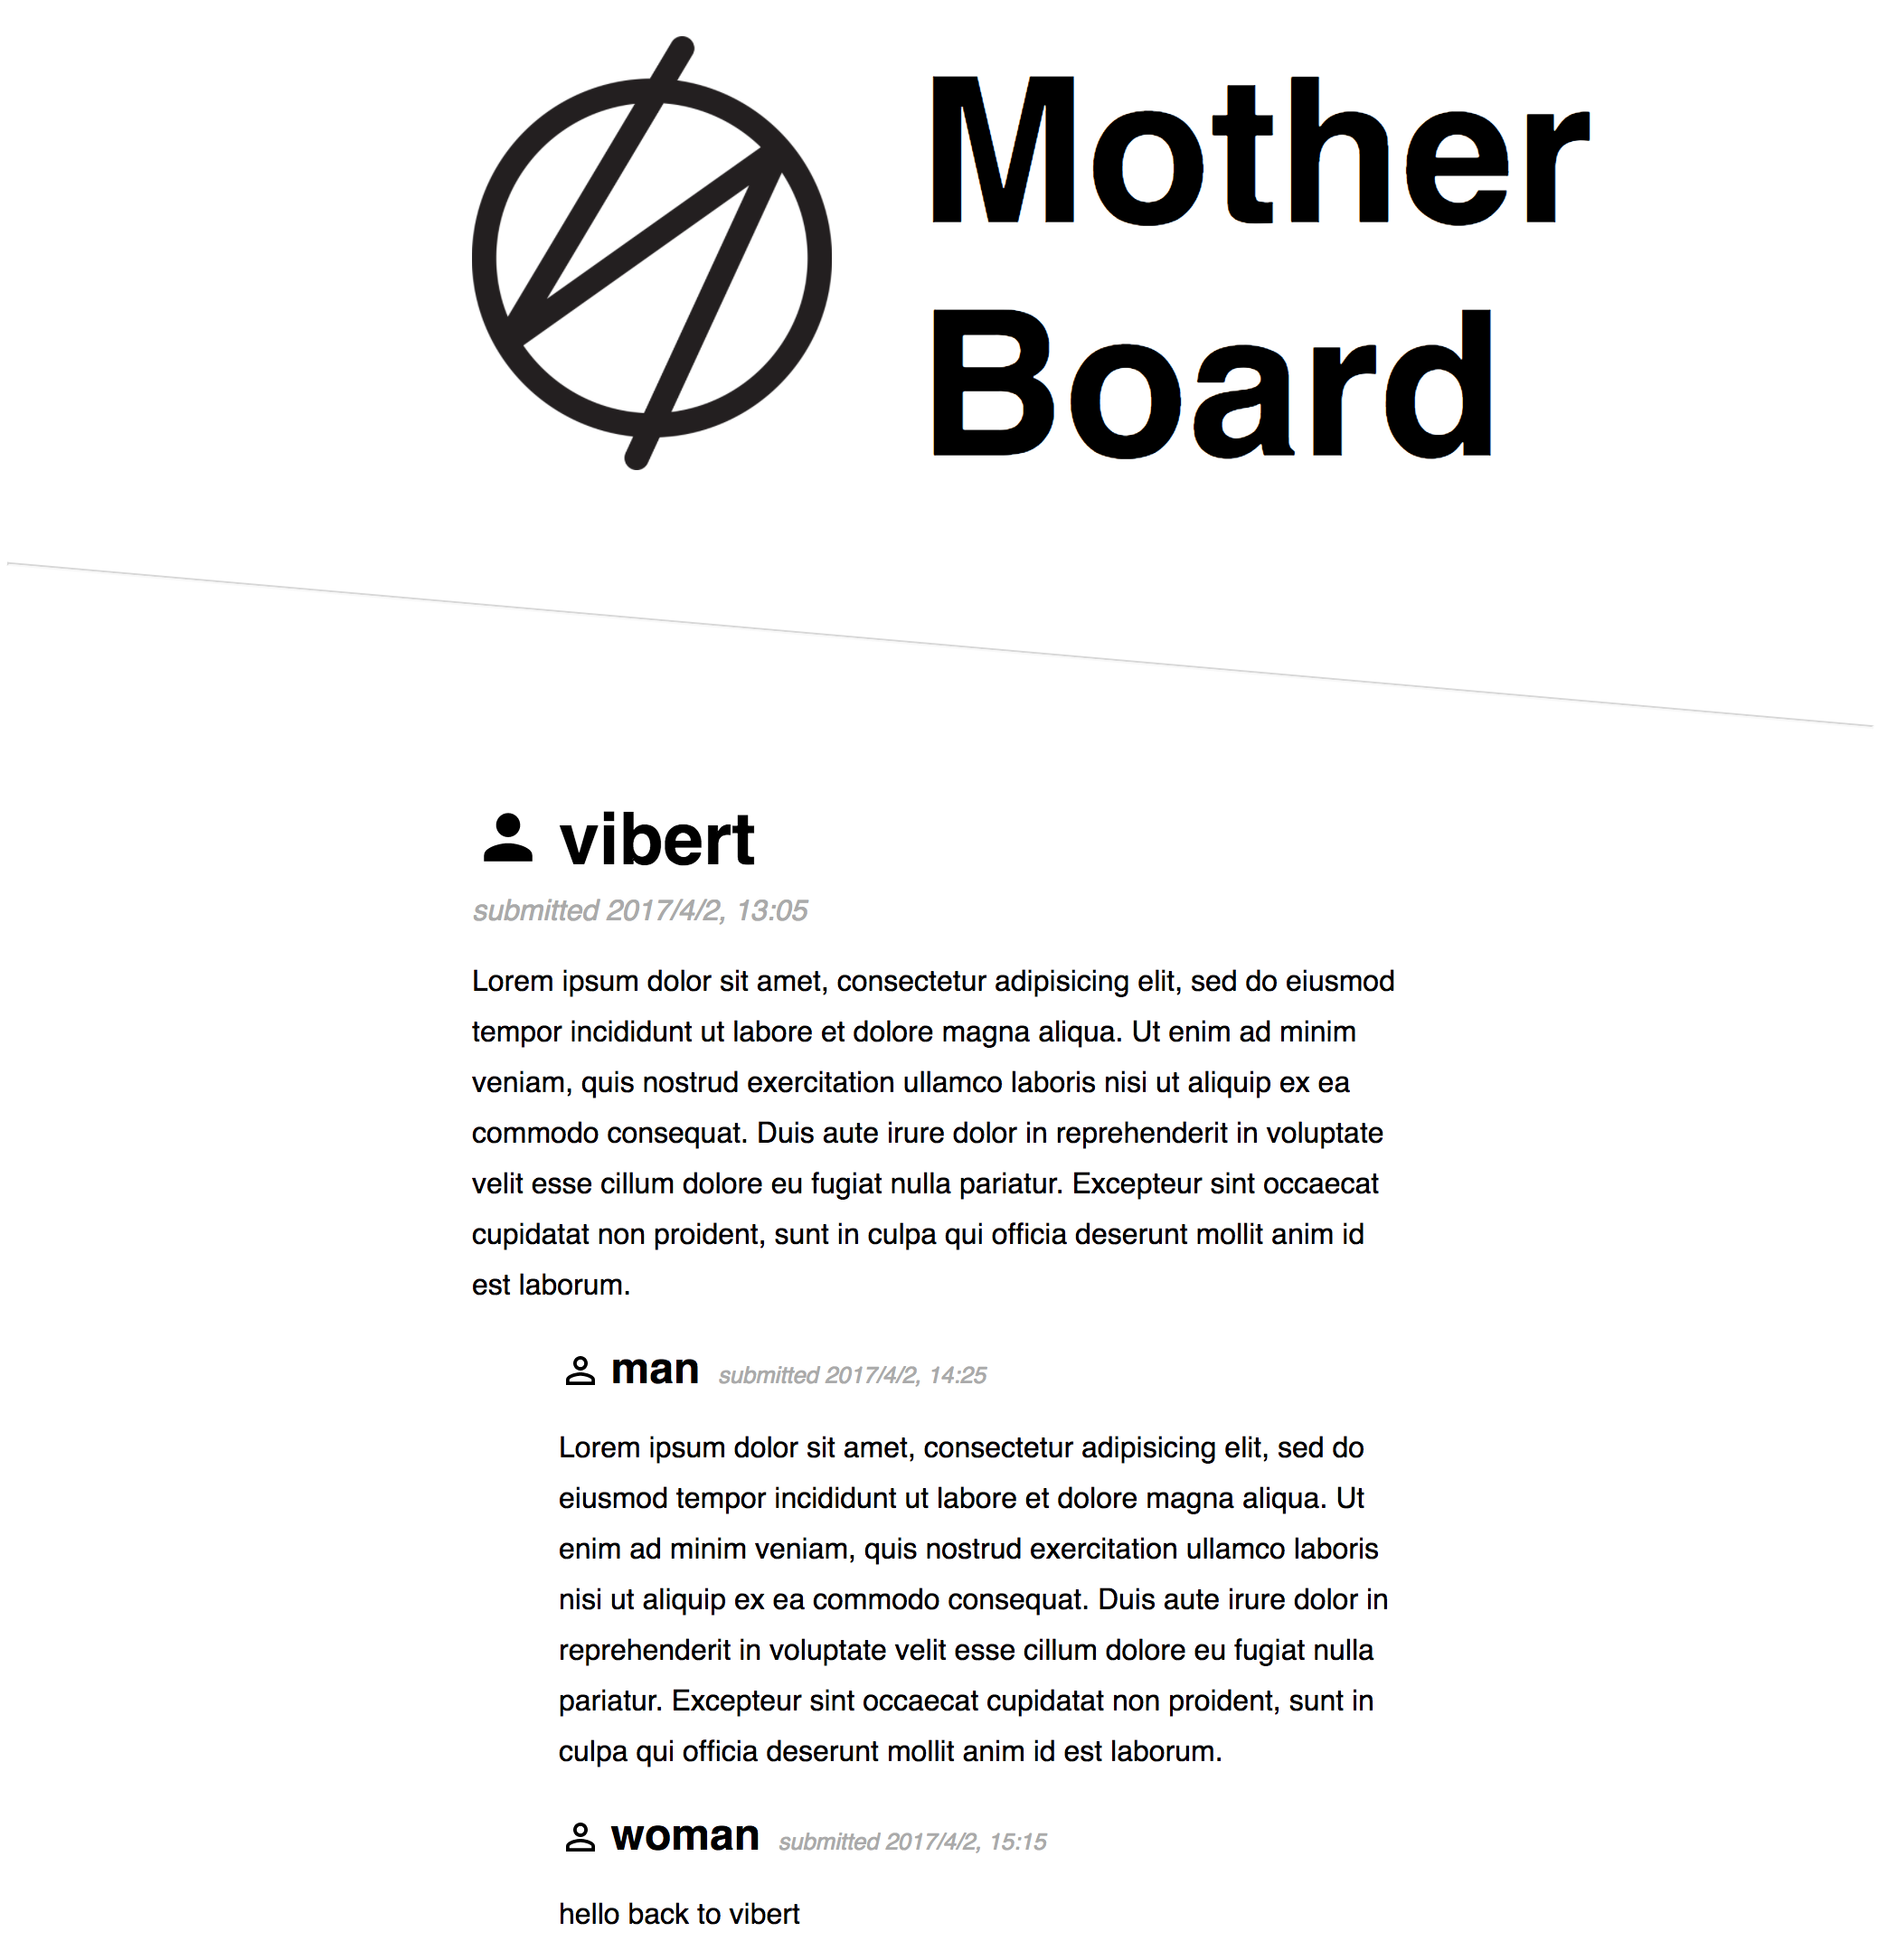 Mother
Board
vibert
submitted 2017/4/2, 13:05
Lorem ipsum dolor sit amet, consectetur adipisicing elit, sed do eiusmod
tempor incididunt ut labore et dolore magna aliqua. Ut enim ad minim
veniam, quis nostrud exercitation ullamco laboris nisi ut aliquip ex ea
commodo consequat. Duis aute irure dolor in reprehenderit in voluptate
velit esse cillum dolore eu fugiat nulla pariatur. Excepteur sint occaecat
cupidatat non proident, sunt in culpa qui officia deserunt mollit anim id
est laborum.
man submitted 2017/4/2, 14:25
Lorem ipsum dolor sit amet, consectetur adipisicing elit, sed do
eiusmod tempor incididunt ut labore et dolore magna aliqua. Ut
enim ad minim veniam, quis nostrud exercitation ullamco laboris
nisi ut aliquip ex ea commodo consequat. Duis aute irure dolor in
reprehenderit in voluptate velit esse cillum dolore eu fugiat nulla
pariatur. Excepteur sint occaecat cupidatat non proident, sunt in
culpa qui officia deserunt mollit anim id est laborum.
woman submitted 2017/4/2, 15:15
hello back to vibert